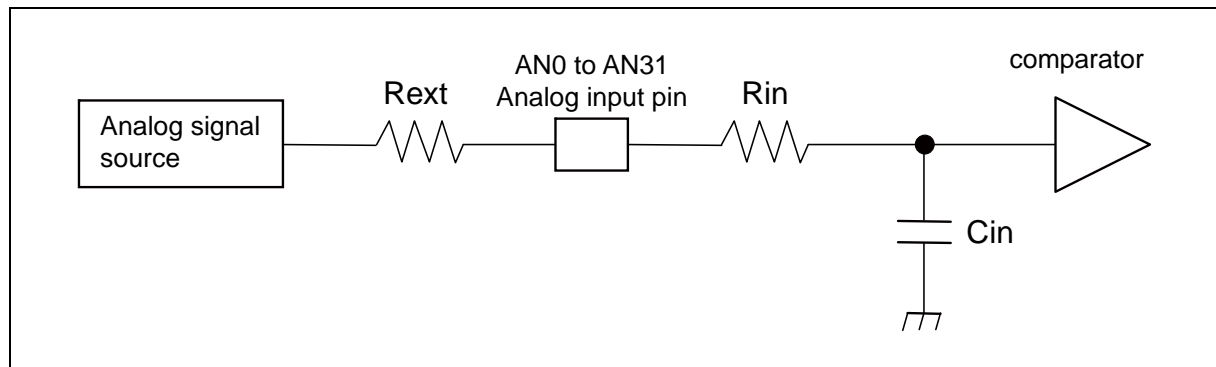 AN0 to AN31
Analog input pin
comparator
Analog signal
source
Rext
Rin
Cin